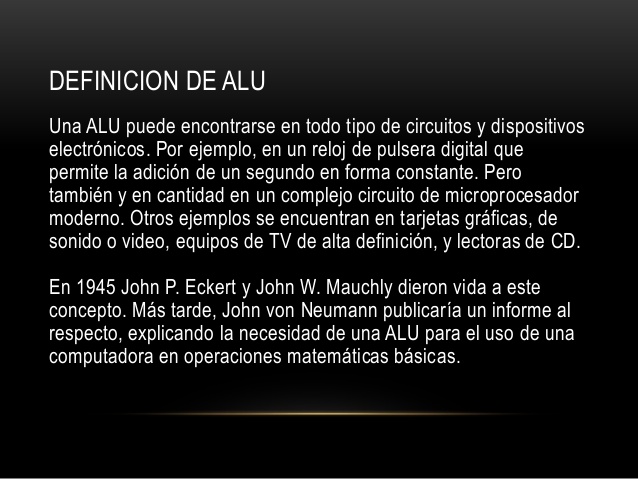 DEFINICION DE ALU
Una ALU puede encontrarse en todo tipo de circuitos y dispositivos
electrónicos. Por ejemplo, en un reloj de pulsera digital que
permite la adición de un segundo en forma constante. Pero
también y en cantidad en un complejo circuito de microprocesador
moderno. Otros ejemplos se encuentran en tarjetas gráficas, de
sonido o video, equipos de TV de alta definición, y lectoras de CD.
En 1945 John P. Eckert y John W. Mauchly dieron vida a este
concepto. Más tarde, John von Neumann publicaría un informe al
respecto, explicando la necesidad de una ALU para el uso de una
computadora en operaciones matemáticas básicas.